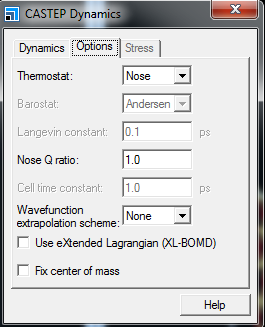 CASTEP Dynamics
Dynamics Options Stress
Thermostat: Nose
Barostat: Andersen
Langevin constant: 0.1 ps
Nose Q ratio: 1.0
Cell time constant: 1.0 ps
Wavefunction
extrapolation scheme: None
Use eXtended Lagrangian (XL-BOMD)
Fix center of mass
Help